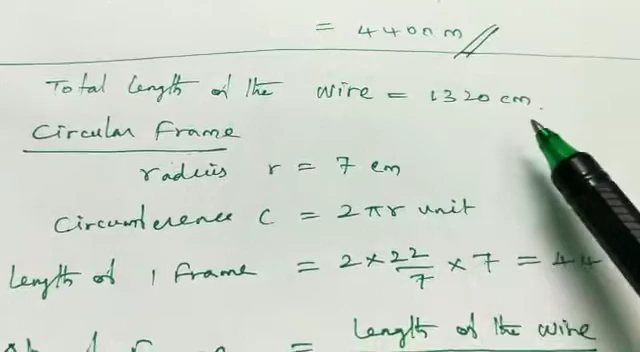 = 4400m
Total length of the wire = 1320 cm.
Circular Frame
radius r = 7 cm
Circumference C = 2πr unit
Length of 1 Frame = 2 × 22/7 × 7 = 44
= Length of the wire